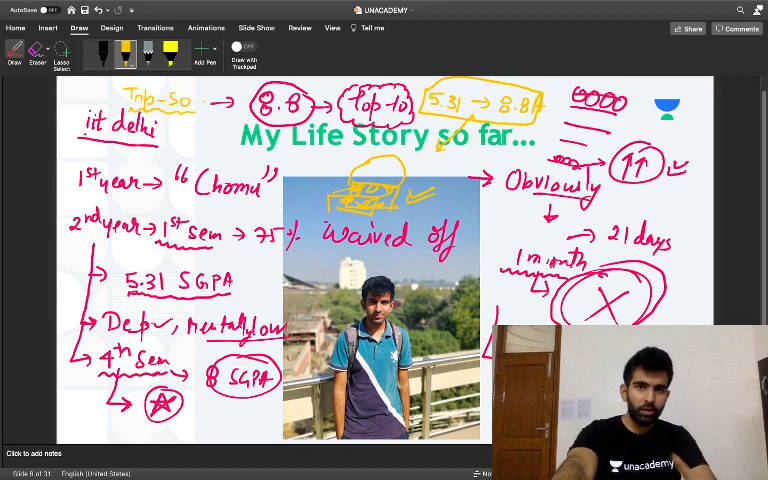 AutoSave OFF
UNACADEMY
Home Insert Draw Design Transitions Animations Slide Show Review View Tell me
Share Comments
Draw Eraser Lasso Select Add Pen Draw with Trackpad OFF
Top-50 → 8.8 → Top-10 5.31 → 8.8
iit delhi
My Life Story so far...
1st year → "Chomu"
Obviously
2nd year → 1st Sem → 75% waived off
→ 21 days
1 month
5.31 SGPA
Mentally low
4th Sem → 8 SGPA
unacademy
Click to add notes
Slide 8 of 31 English (United States)